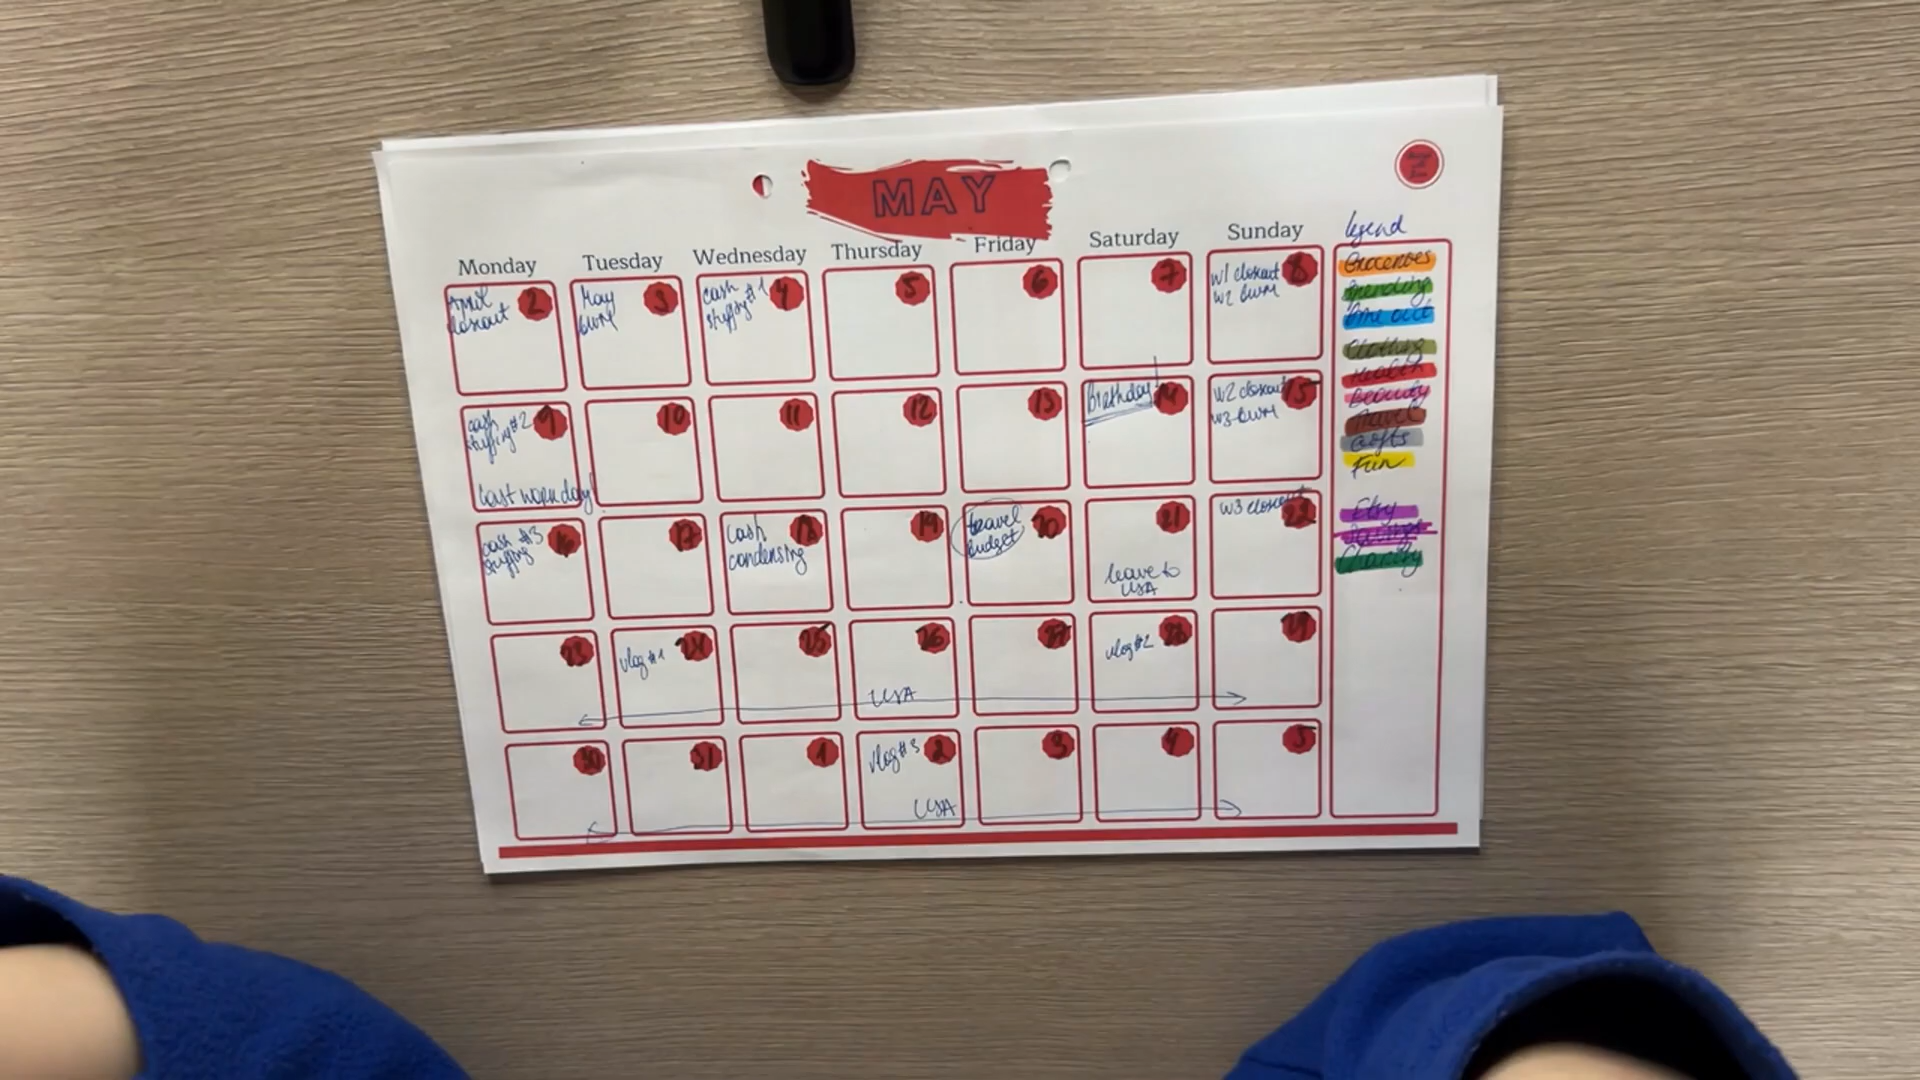 MAY
legend
Monday Tuesday Wednesday Thursday Friday Saturday Sunday
April
closeout
2
May
BWM
3
cash
stuffing #1
4
5
6
7
W1 closeout
W2 BWM
8
cash
stuffing #2
9
Last work day!
10
11
12
13
Birthday!
14
W2 closeout
W3 BWM
15
cash #3
stuffing
16
17
Cash
condensing
18
19
travel
budget
20
21
leave to
USA
W3 closeout
22
23
vlog #1
24
25
26
USA
27
vlog #2
28
29
30
31
1
vlog #3
2
USA
3
4
5
Groceries
Spending
Dine out
Clothing
Health
Beauty
Travel
Gifts
Fun
Etsy
Savings
Charity